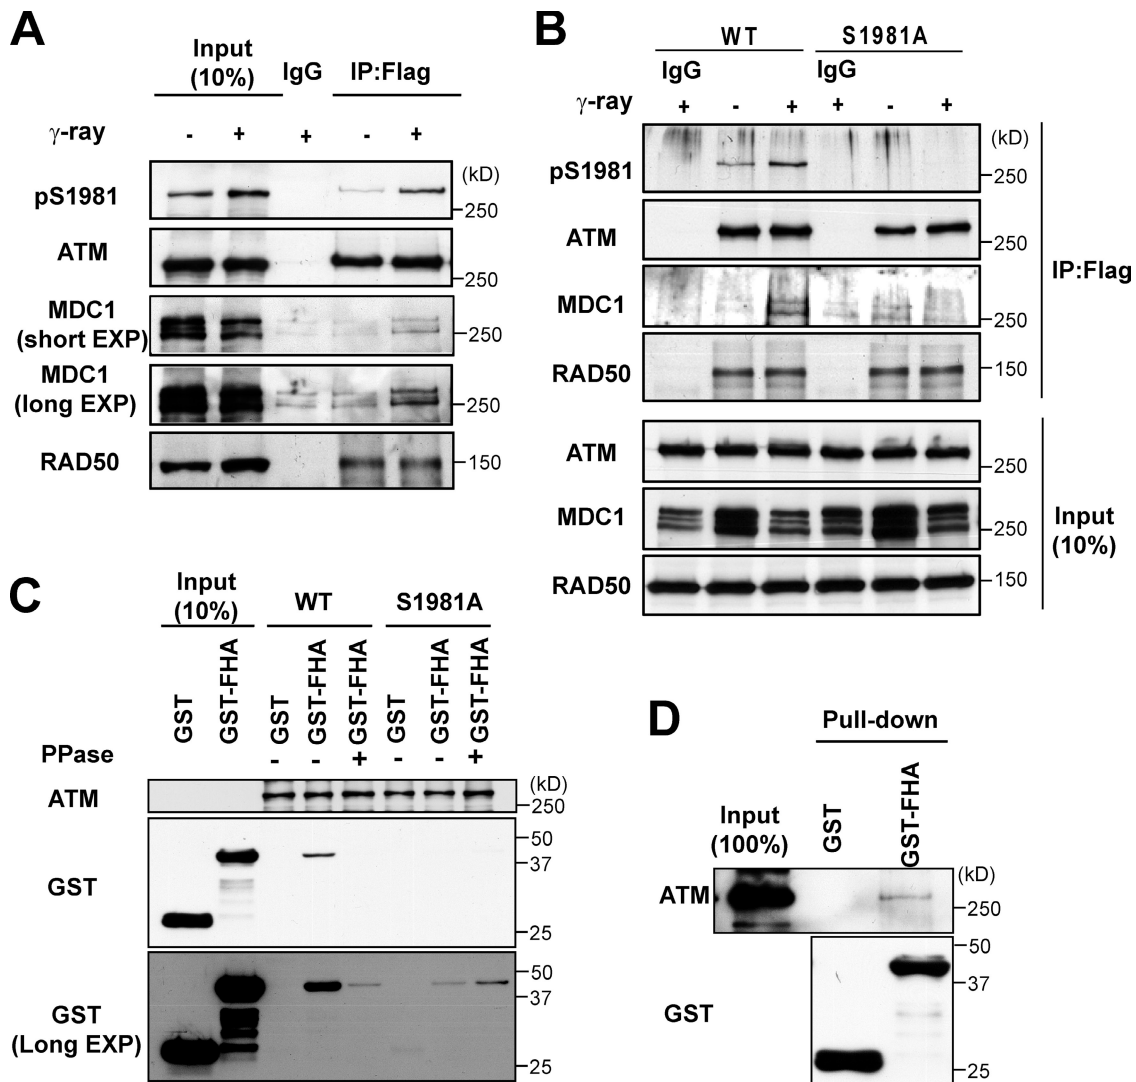 A
Input
(10%)
IgG
IP:Flag
γ-ray
- + + - +
(kD)
pS1981
250
ATM
250
MDC1
(short EXP)
250
MDC1
(long EXP)
250
RAD50
150
B
WT
S1981A
IgG
IgG
γ-ray
+ - + + - +
(kD)
pS1981
250
ATM
250
MDC1
250
RAD50
150
IP:Flag
ATM
250
MDC1
250
RAD50
150
Input
(10%)
C
Input
(10%)
WT
S1981A
GST
GST-FHA
GST
GST-FHA
GST-FHA
GST
GST-FHA
GST-FHA
PPase
- - + - - +
(kD)
ATM
250
GST
50
37
25
GST
(Long EXP)
50
37
25
D
Pull-down
Input
(100%)
GST
GST-FHA
(kD)
ATM
250
GST
50
37
25